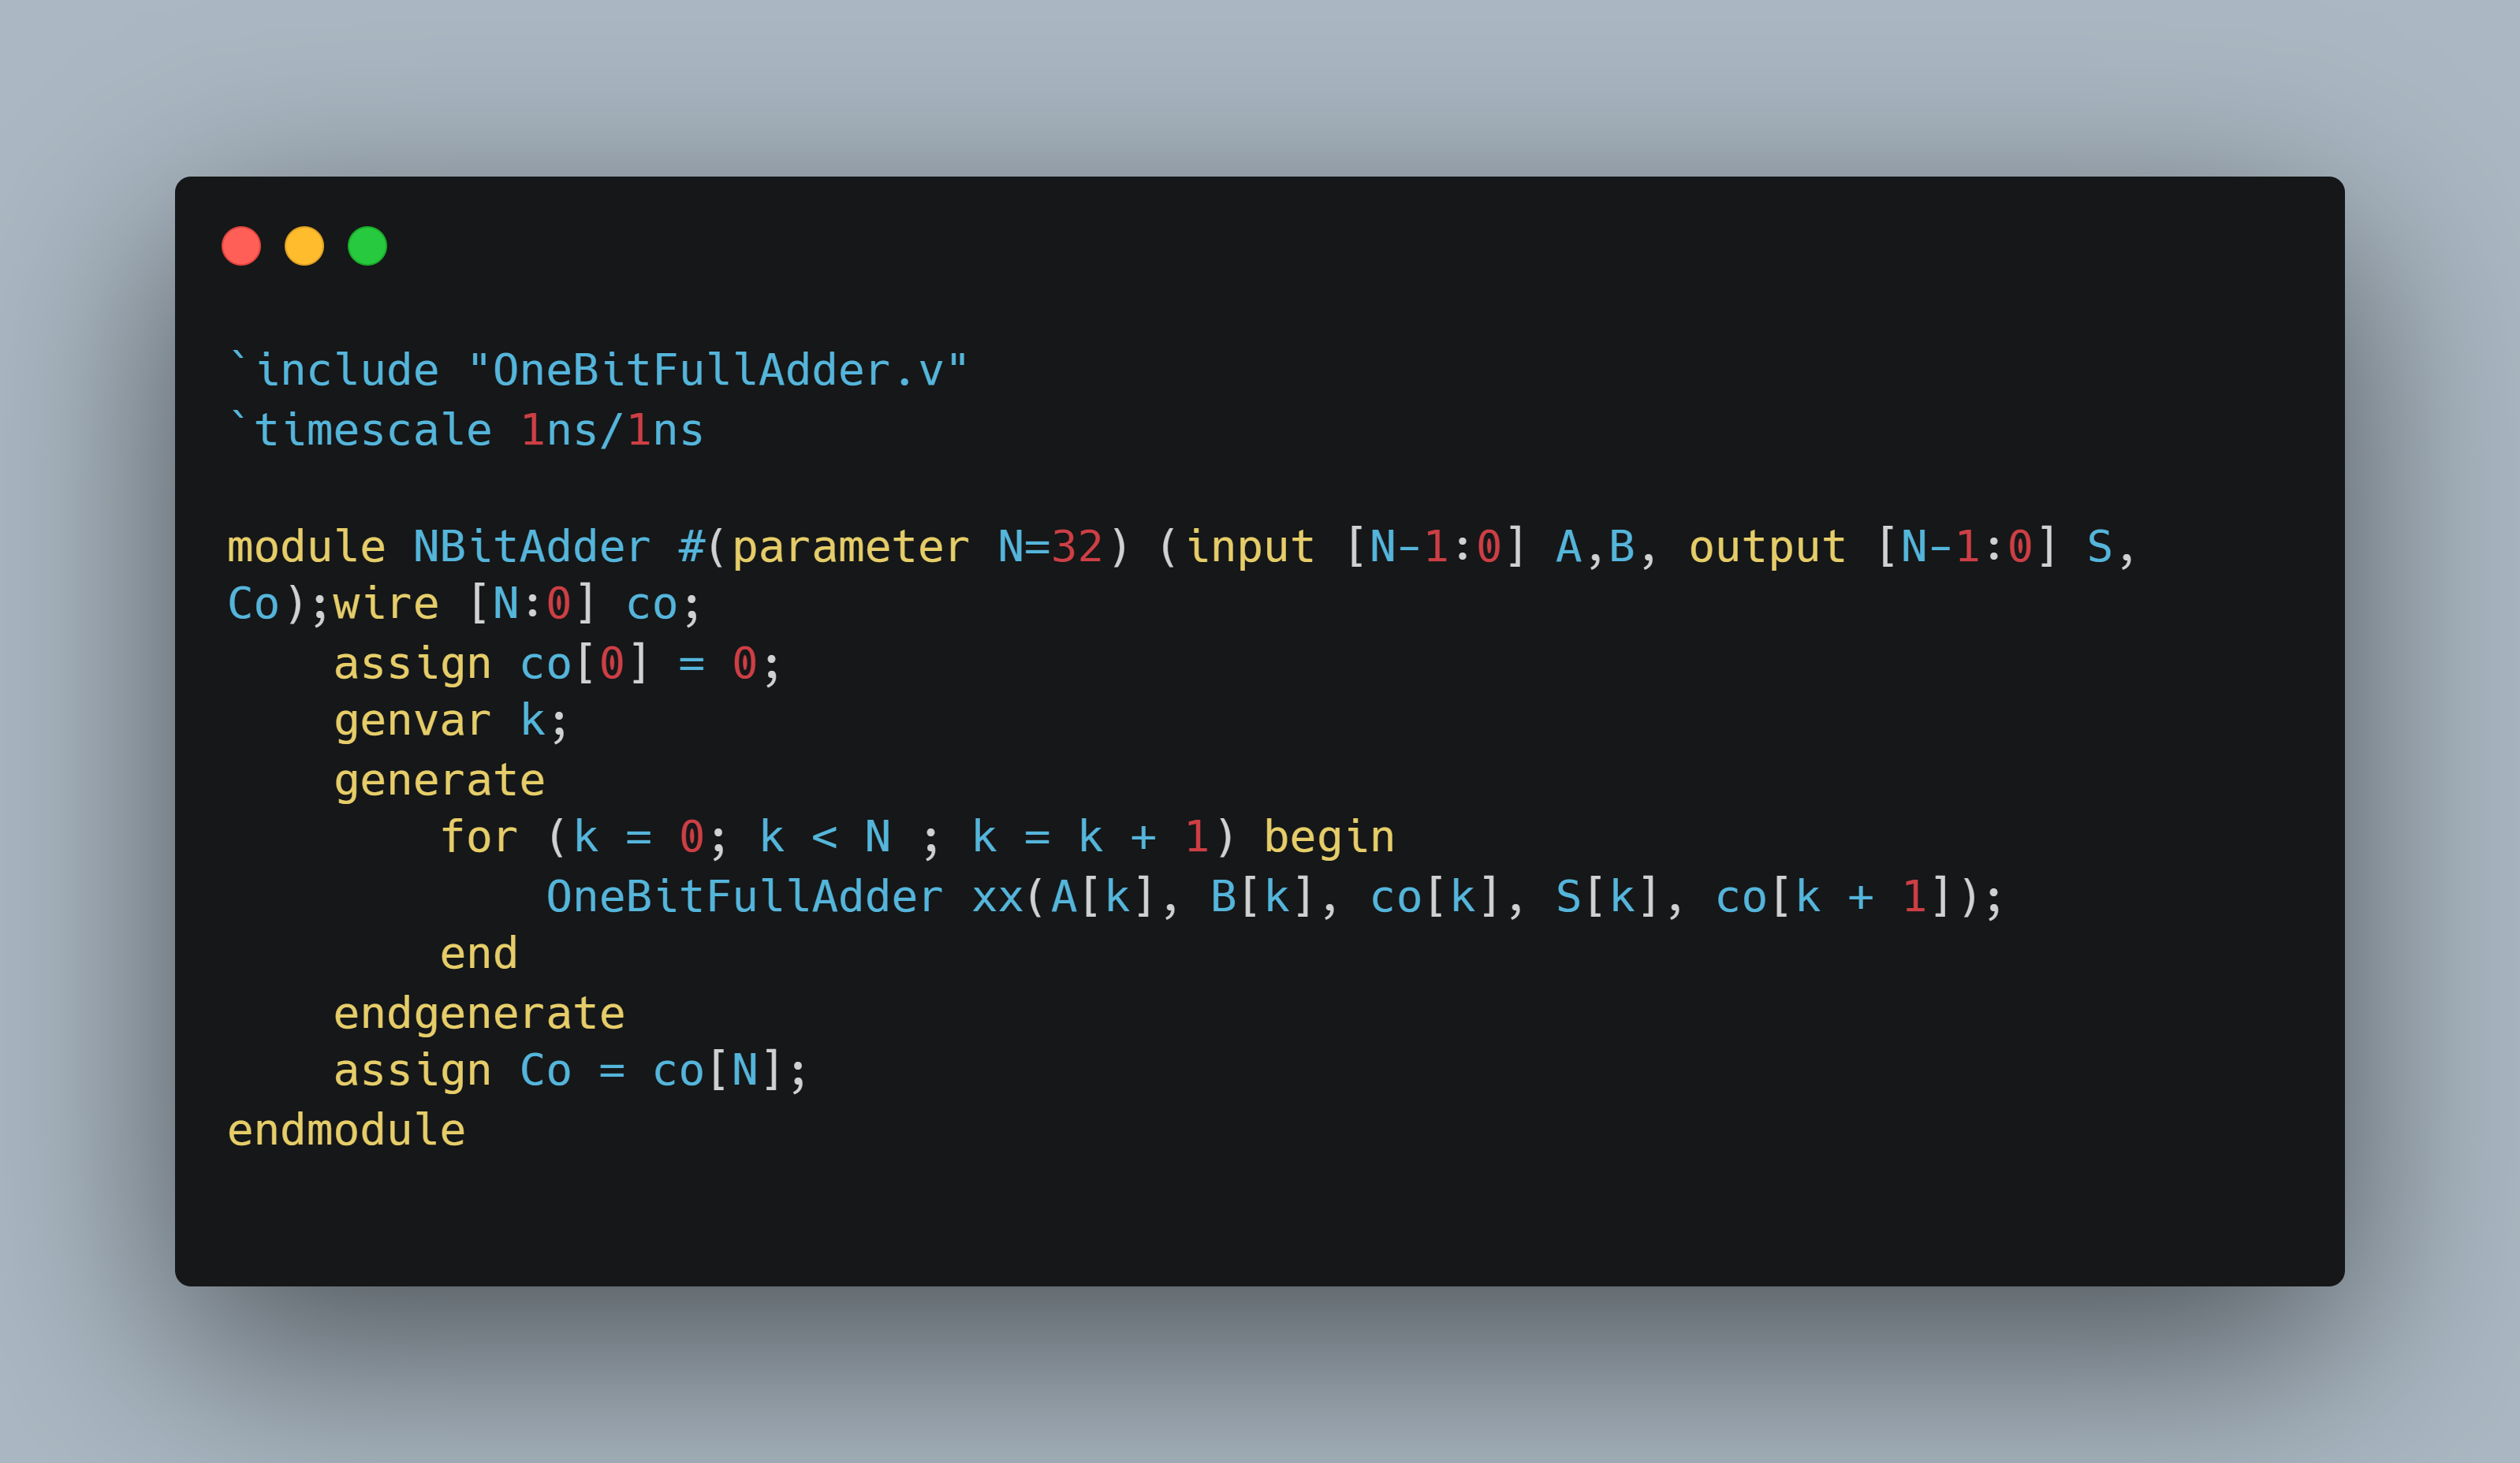 `include "OneBitFullAdder.v"
`timescale 1ns/1ns

module NBitAdder #(parameter N=32) (input [N-1:0] A,B, output [N-1:0] S,
Co);wire [N:0] co;
    assign co[0] = 0;
    genvar k;
    generate
        for (k = 0; k < N ; k = k + 1) begin
            OneBitFullAdder xx(A[k], B[k], co[k], S[k], co[k + 1]);
        end
    endgenerate
    assign Co = co[N];
endmodule